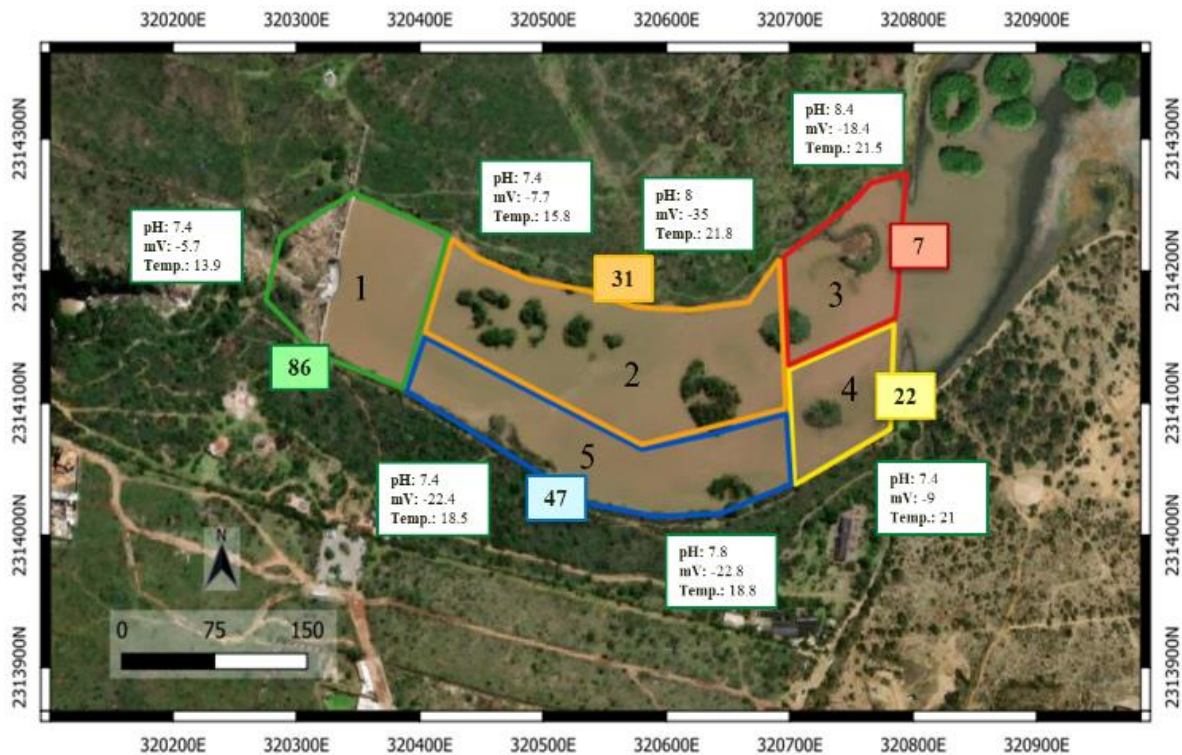 320200E 320300E 320400E 320500E 320600E 320700E 320800E 320900E
2314300N
2314200N
2314100N
2314000N
2313900N
2314300N
2314200N
2314100N
2314000N
2313900N
pH: 8.4
mV: -18.4
Temp.: 21.5
pH: 7.4
mV: -7.7
Temp.: 15.8
pH: 8
mV: -35
Temp.: 21.8
pH: 7.4
mV: -5.7
Temp.: 13.9
31
7
1
3
2
86
4
22
5
47
pH: 7.4
mV: -22.4
Temp.: 18.5
pH: 7.4
mV: -9
Temp.: 21
pH: 7.8
mV: -22.8
Temp.: 18.8
N
0 75 150
320200E 320300E 320400E 320500E 320600E 320700E 320800E 320900E